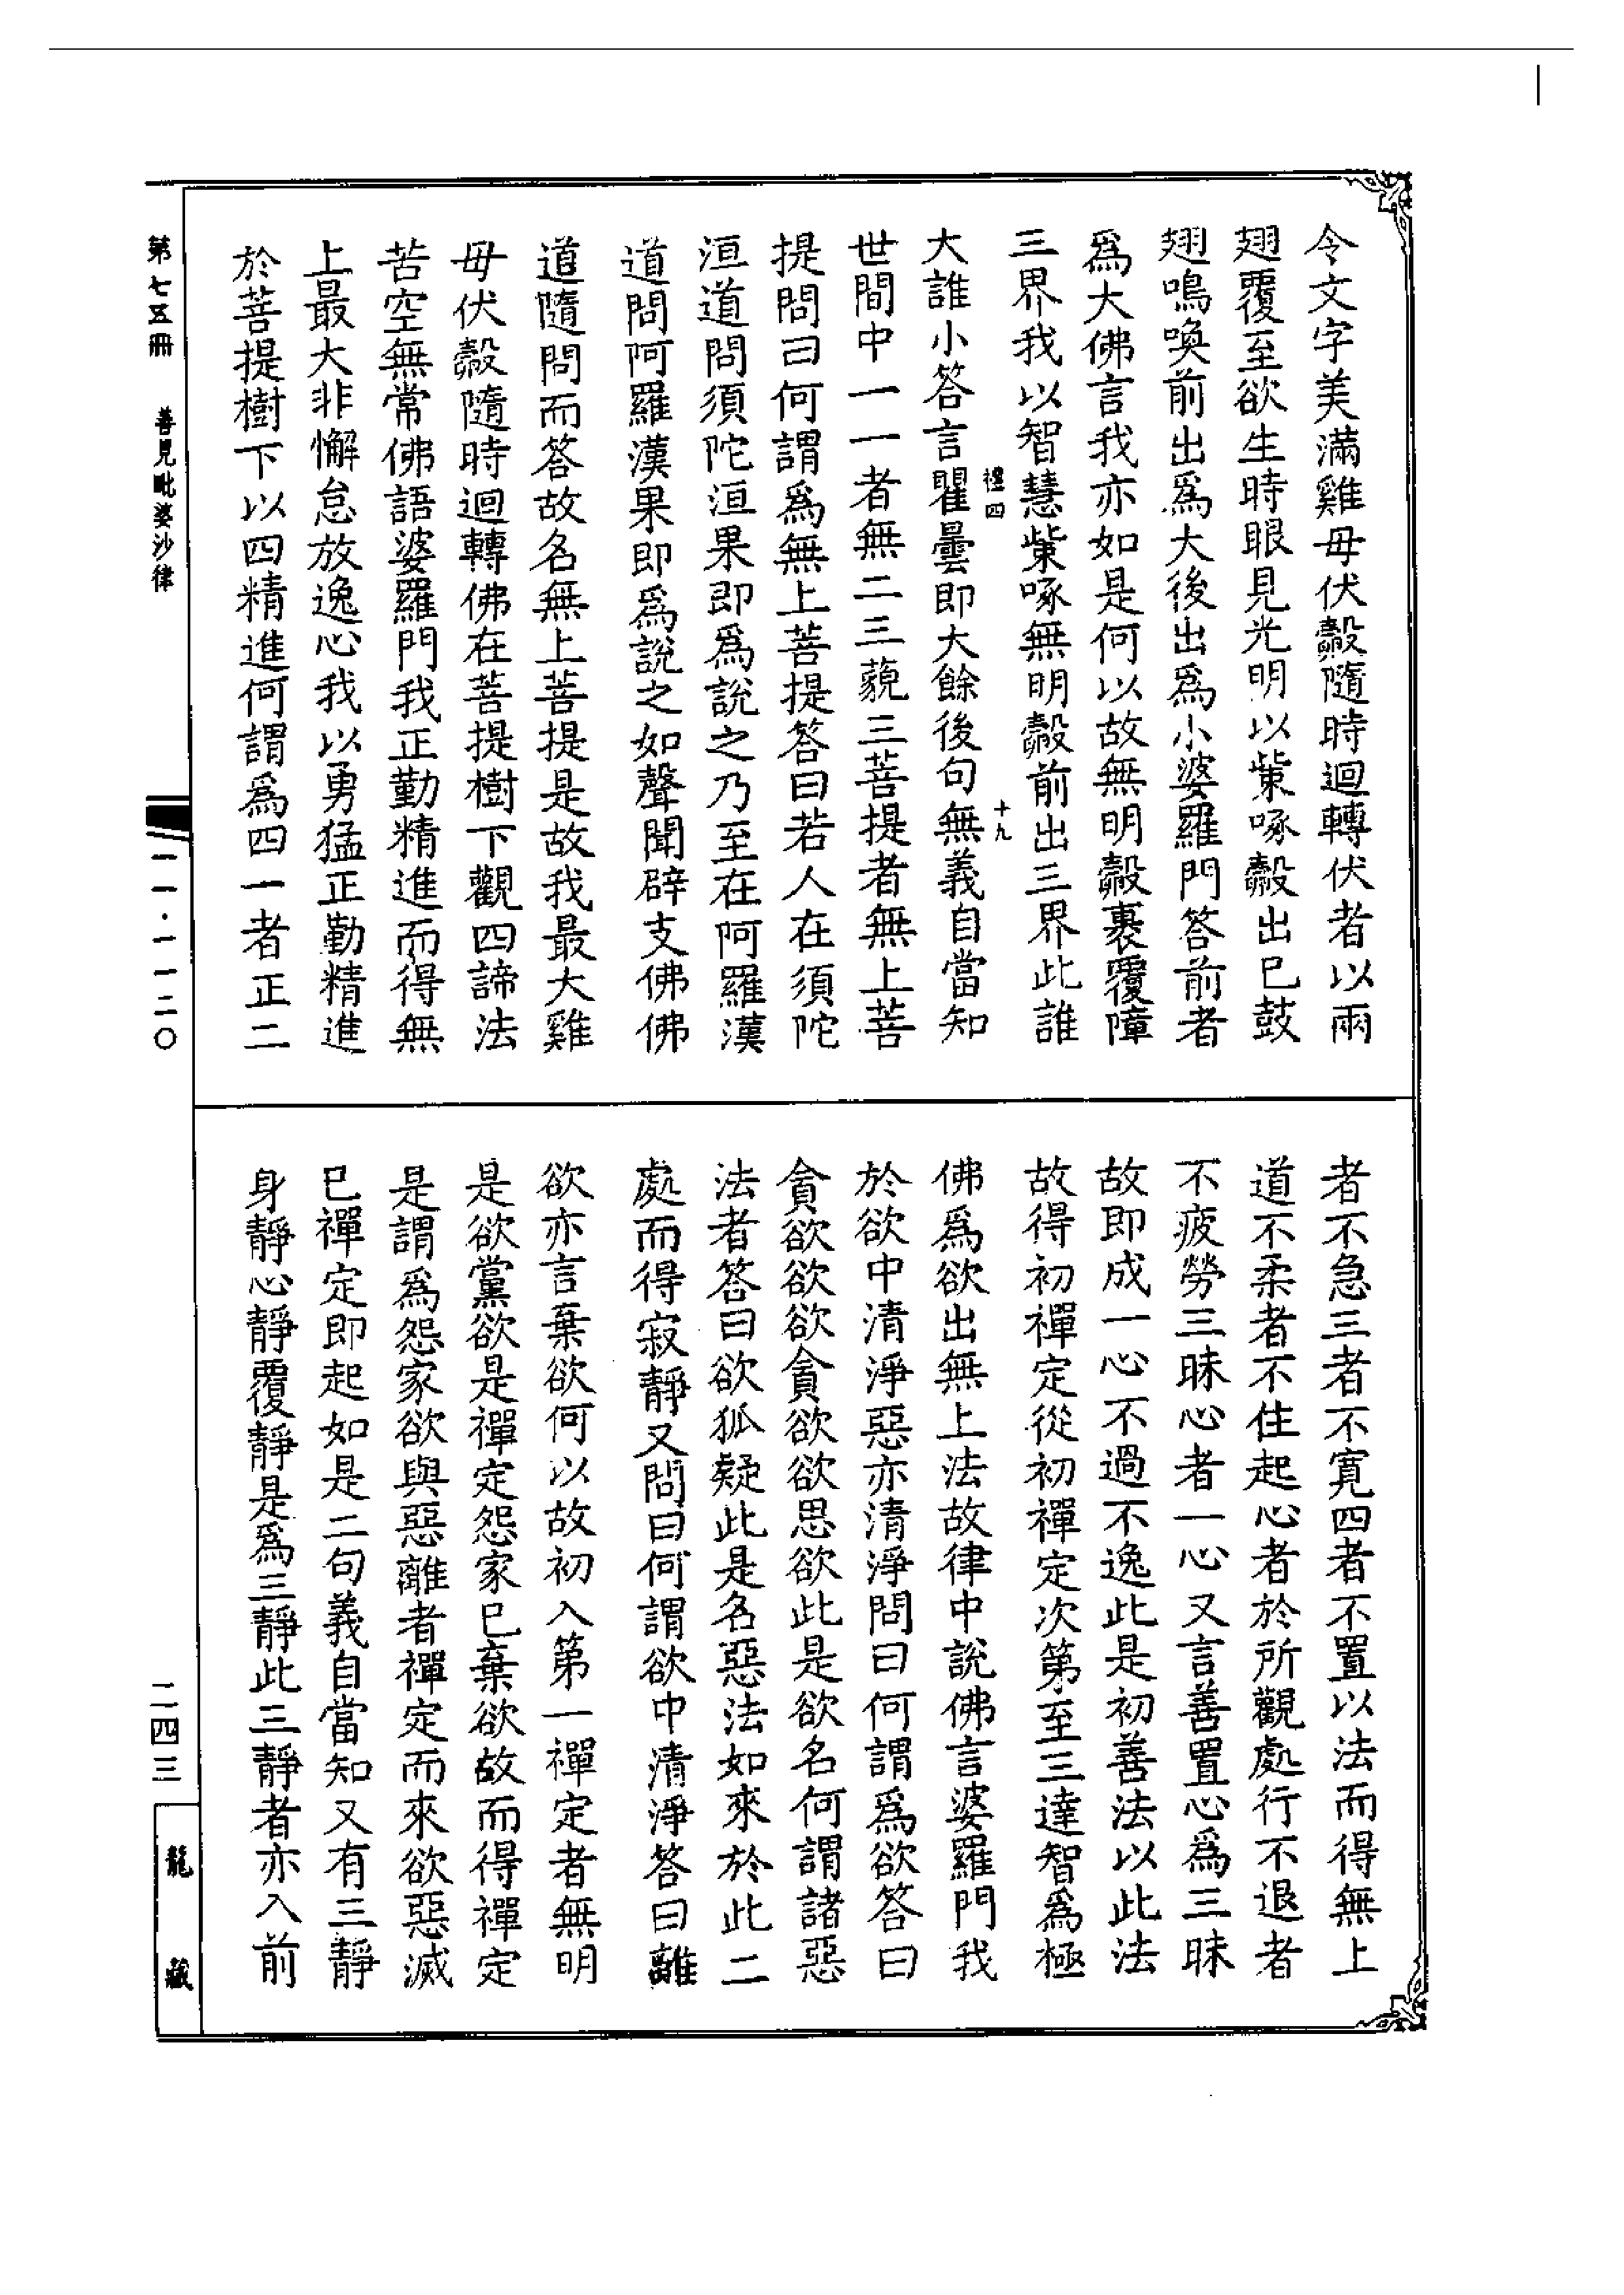 令文字美滿雞毋伏㲉隨時迴轉伏者以兩
翅覆至欲生時眼見光明以紫啄㲉出已鼓
翅鳴喚前出爲大後出爲小婆羅門答前者
爲大佛言我亦如是何以故無明㲉裹覆障
三界我以智慧紫啄無明㲉前出三界此誰
禮四
十九
大誰小答言瞿曇即大餘後句無義自當知
世間中一一者無二三藐三菩提者無上菩
提問曰何謂爲無上菩提答曰若人在須陀
洹道問須陀洹果即爲說之乃至在阿羅漢
道問阿羅漢果即爲說之如聲聞辟支佛佛
道隨問而答故名無上菩提是故我最大雞
毋伏㲉隨時迴轉佛在菩提樹下觀四諦法
苦空無常佛語婆羅門我正勤精進而得無
上最大非懈怠放逸心我以勇猛正勤精進
於菩提樹下以四精進何謂爲四一者正二
者不急三者不寬四者不置以法而得無上
道不柔者不住起心者於所觀處行不退者
不疲勞三昧心者一心又言善置心爲三昧
故即成一心不過不逸此是初善法以此法
故得初禪定從初禪定次第至三達智爲極
佛爲欲出無上法故律中說佛言婆羅門我
於欲中清淨惡亦清淨問曰何謂爲欲答曰
貪欲欲欲貪欲欲思欲此是欲名何謂諸惡
法者答曰欲狐疑此是名惡法如來於此二
處而得寂靜又問曰何謂欲中清淨答曰離
欲亦言棄欲何以故初入第一禪定者無明
是欲黨欲是禪定怨家已棄欲故而得禪定
是謂爲怨家欲與惡離者禪定而來欲惡滅
已禪定即起如是二句義自當知又有三靜
身靜心靜覆靜是爲三靜此三靜者亦入前
第七五冊　善見毗婆沙律
一一·一一二〇
二四三
龍藏